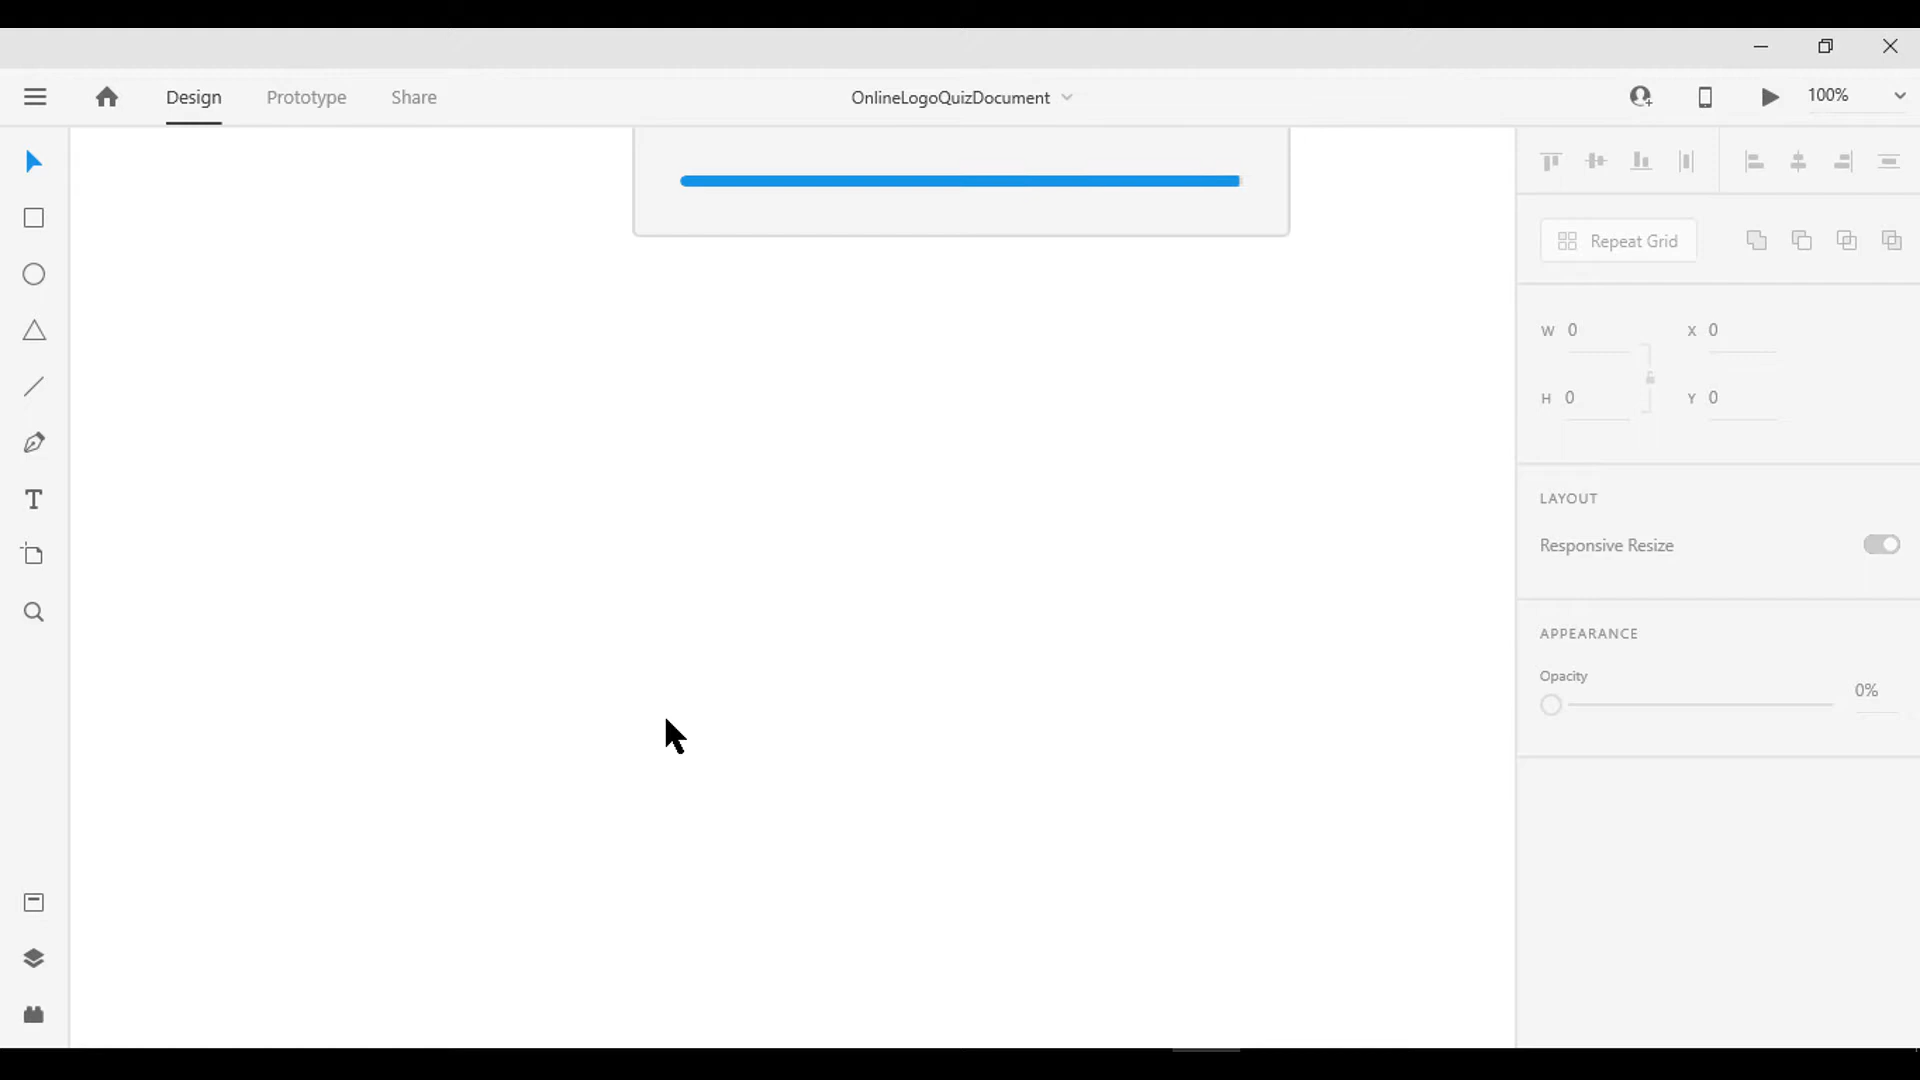 Design Prototype Share OnlineLogoQuizDocument 100%
Repeat Grid
W 0 X 0
H 0 Y 0
LAYOUT
Responsive Resize
APPEARANCE
Opacity
0%